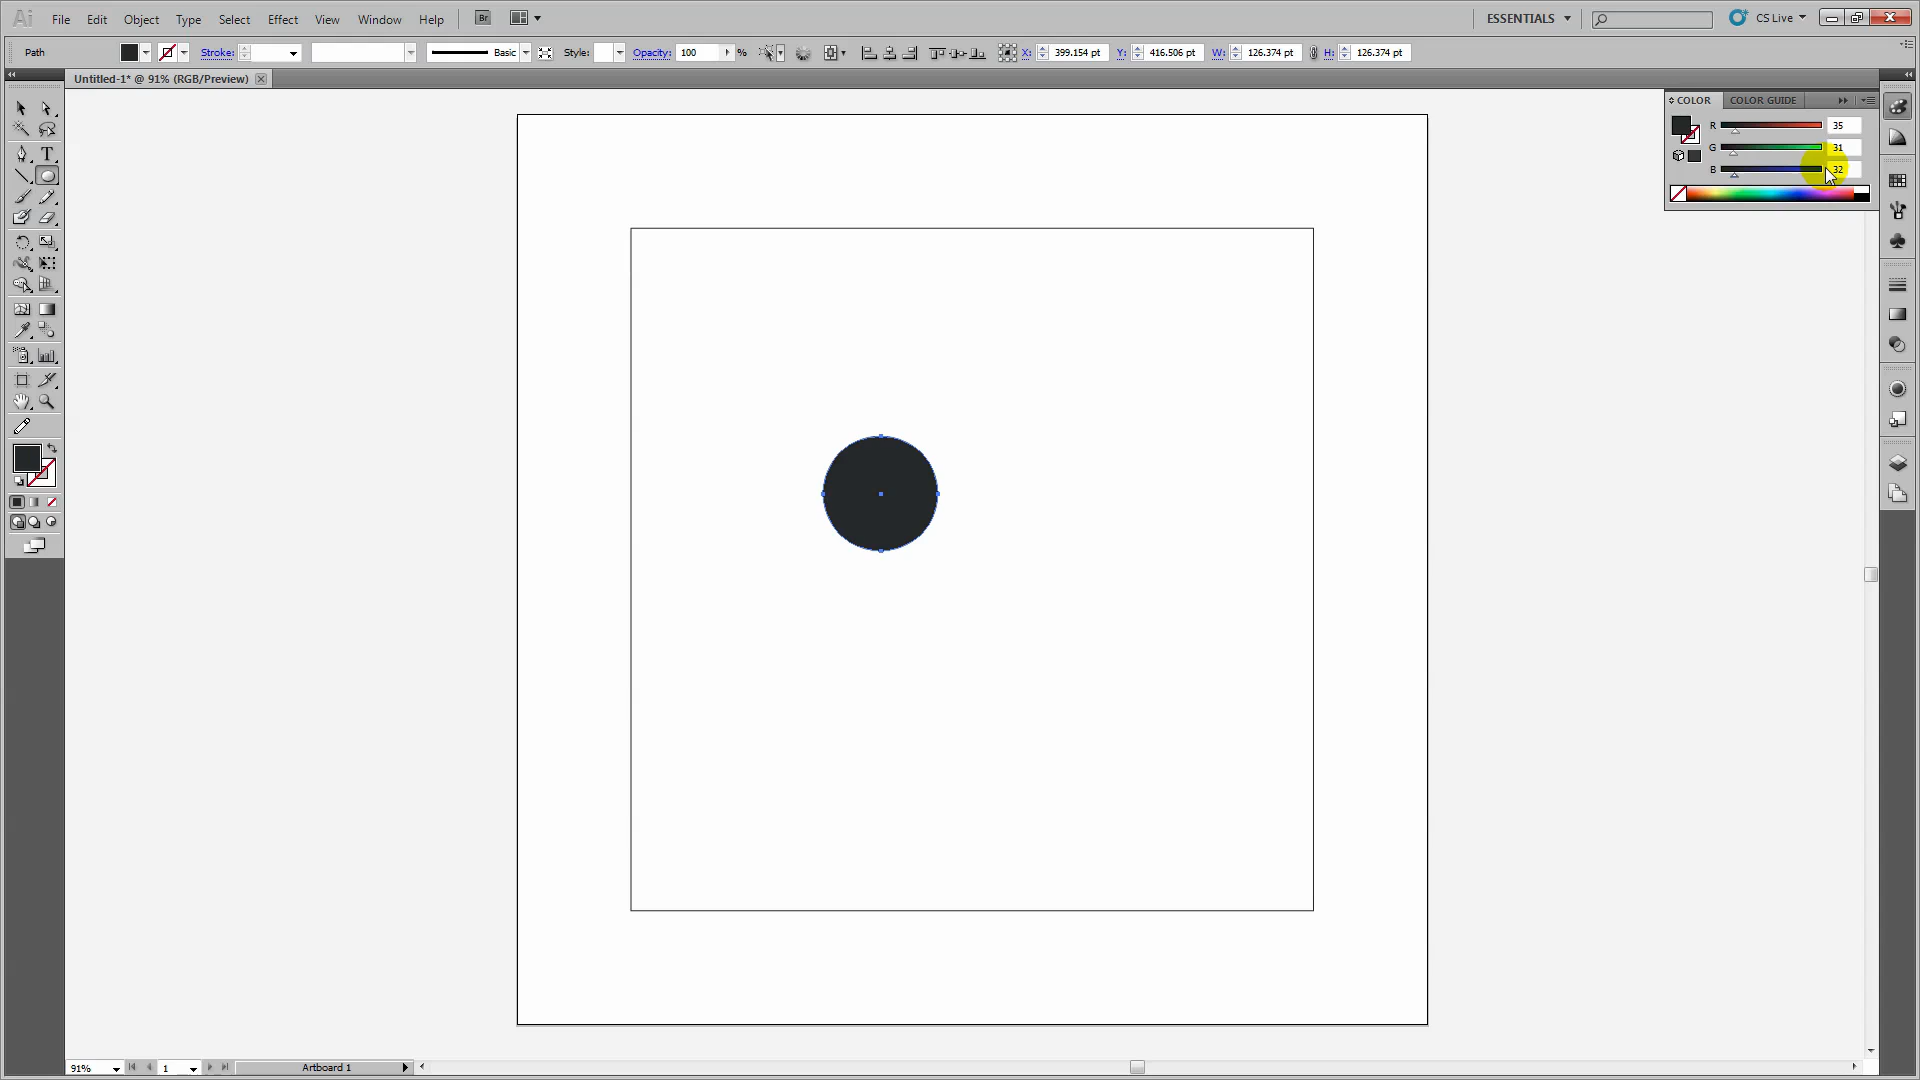 Ai File Edit Object Type Select Effect View Window Help Br ESSENTIALS CS Live
Path Stroke: Basic Style: Opacity: 100 % X: 399.154 pt Y: 416.506 pt W: 126.374 pt H: 126.374 pt
Untitled-1* @ 91% (RGB/Preview)
COLOR COLOR GUIDE
R 35
G 31
B 32
T
91% 1 Artboard 1